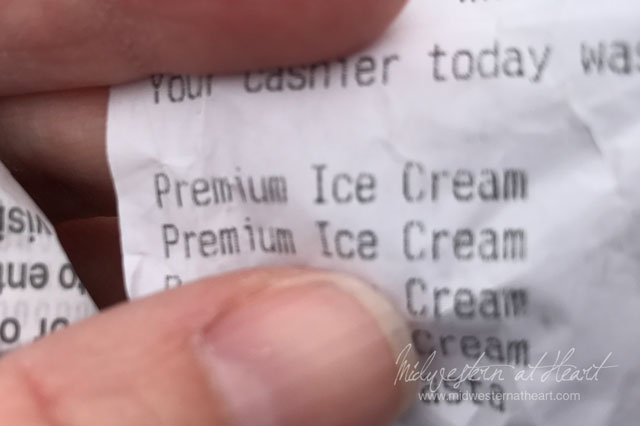 Your cashier today was
Premium Ice Cream
Premium Ice Cream
Cream
Cream
Midwestern at Heart
www.midwesternatheart.com